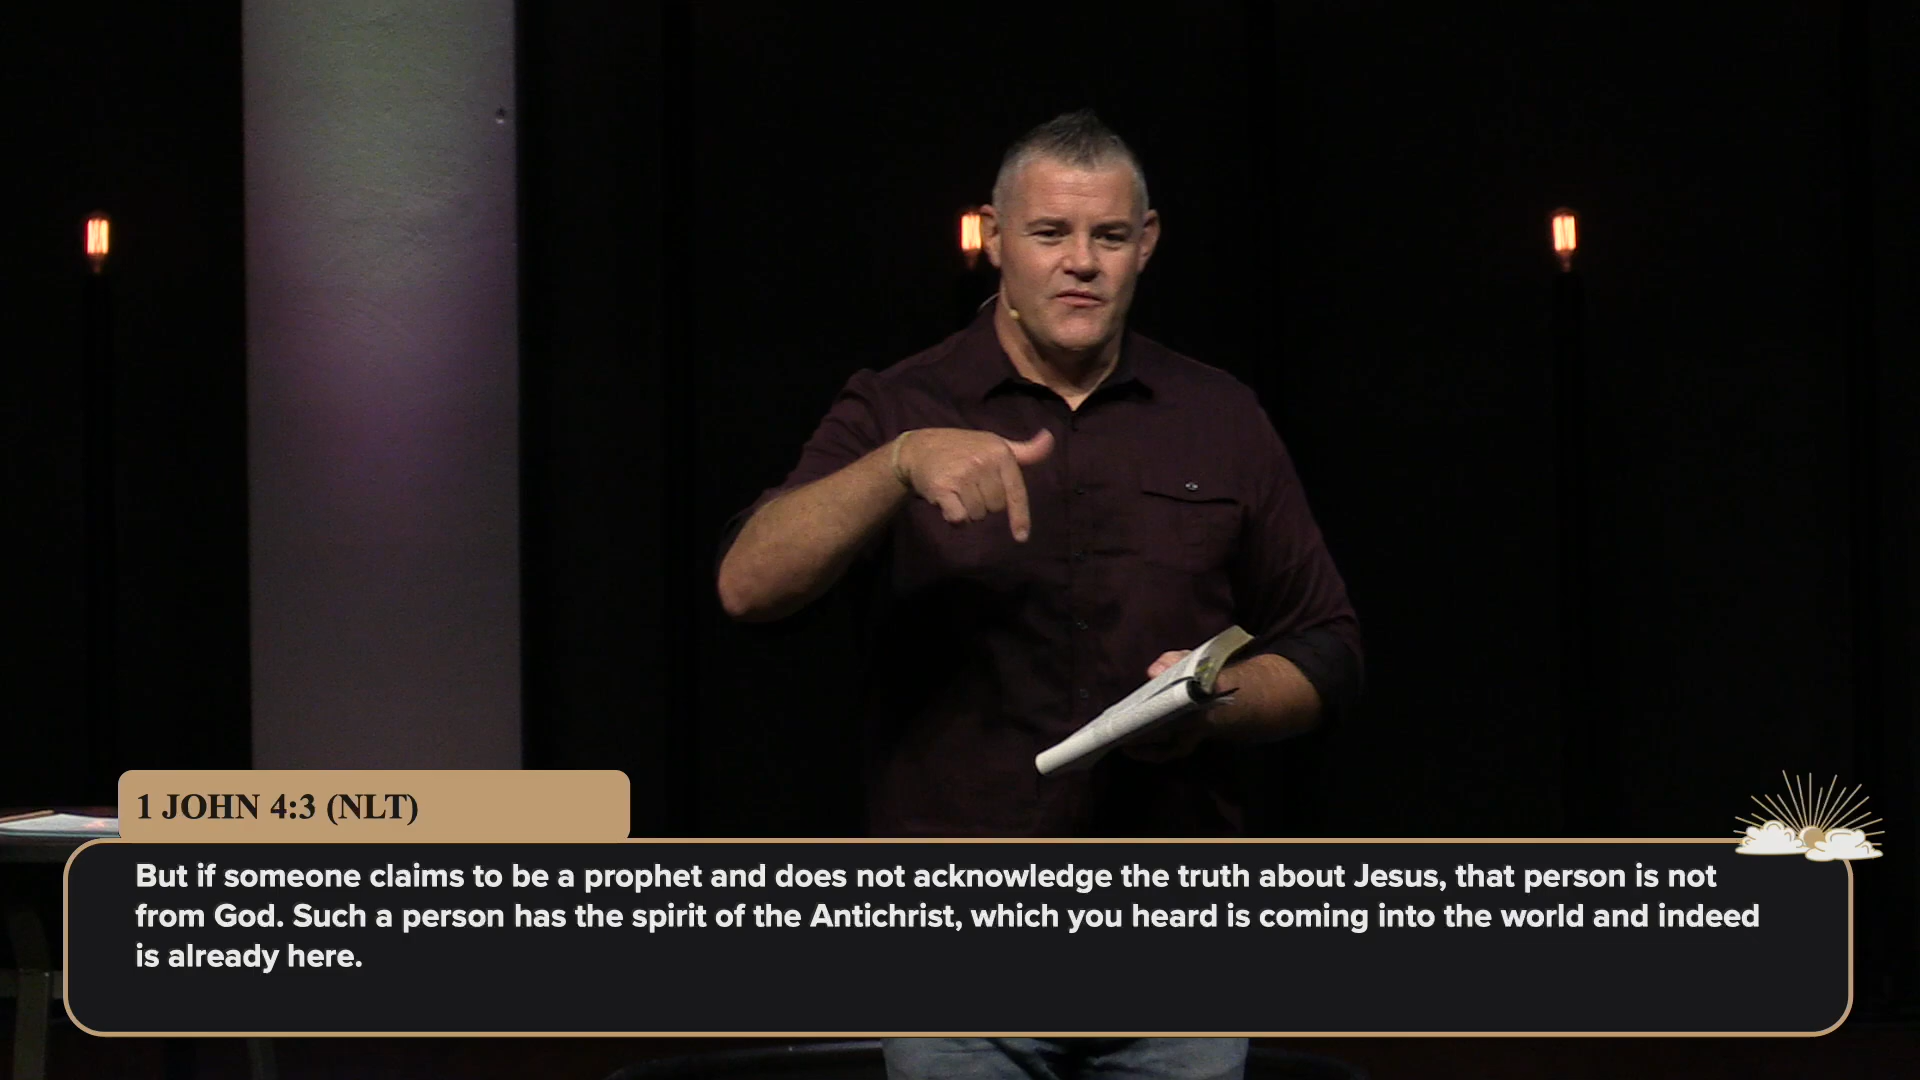 1 JOHN 4:3 (NLT)
But if someone claims to be a prophet and does not acknowledge the truth about Jesus, that person is not
from God. Such a person has the spirit of the Antichrist, which you heard is coming into the world and indeed
is already here.